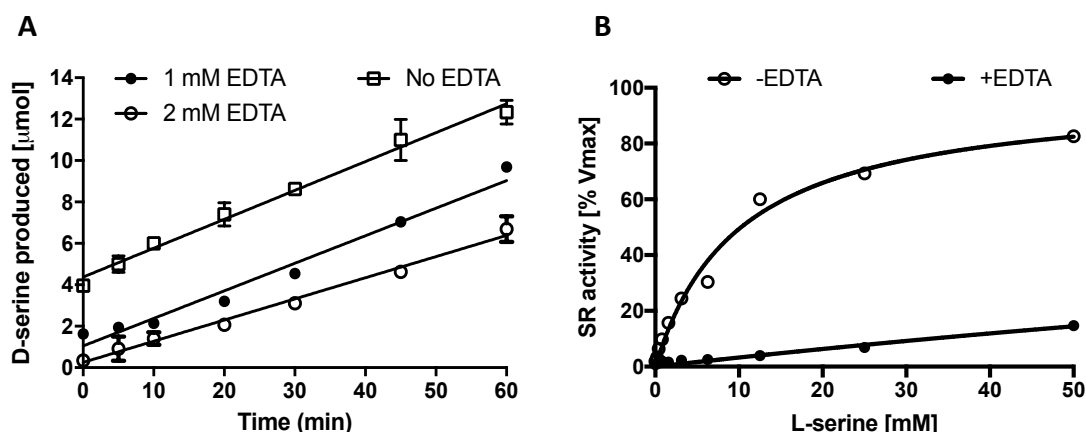 A
D-serine produced [µmol]
14
12
10
8
6
4
2
0
1 mM EDTA
2 mM EDTA
No EDTA
0 10 20 30 40 50 60
Time (min)
B
SR activity [% Vmax]
100
80
60
40
20
0
-EDTA +EDTA
0 10 20 30 40 50
L-serine [mM]